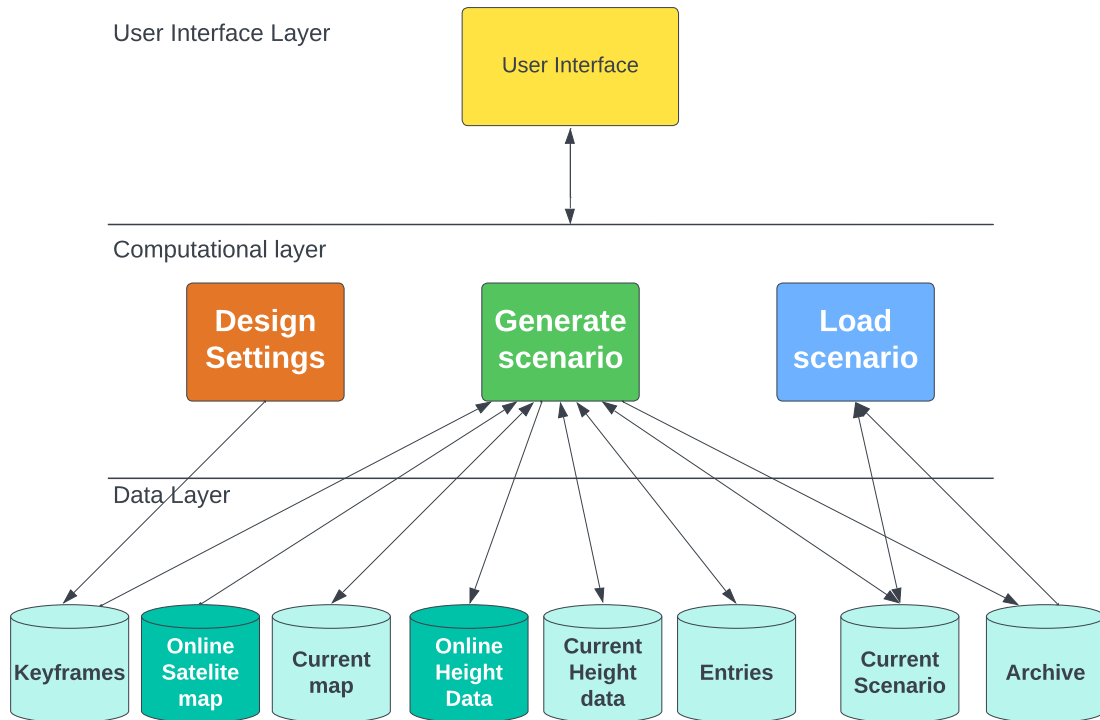 User Interface Layer
User Interface
Computational layer
Design
Settings
Generate
scenario
Load
scenario
Data Layer
Keyframes
Online
Satelite
map
Current
map
Online
Height
Data
Current
Height
data
Entries
Current
Scenario
Archive